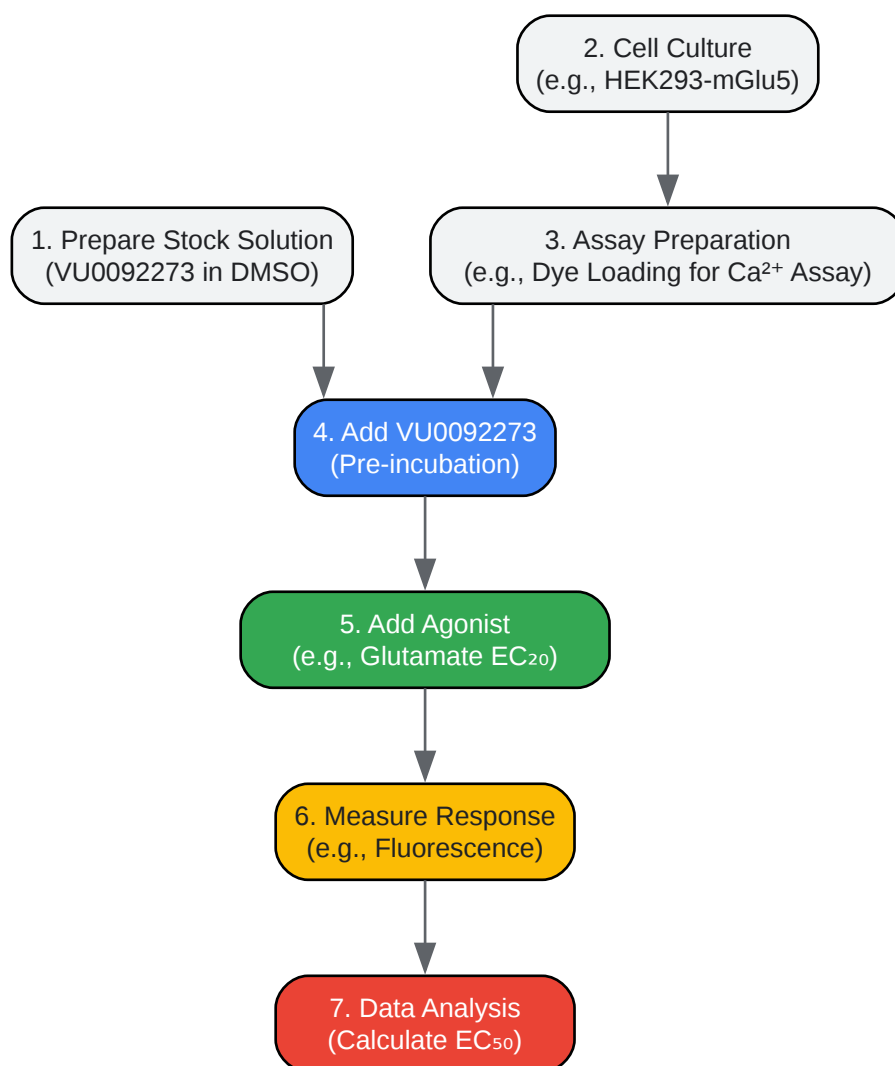 2. Cell Culture
(e.g., HEK293-mGlu5)
1. Prepare Stock Solution
(VU0092273 in DMSO)
3. Assay Preparation
(e.g., Dye Loading for Ca²⁺ Assay)
4. Add VU0092273
(Pre-incubation)
5. Add Agonist
(e.g., Glutamate EC₂₀)
6. Measure Response
(e.g., Fluorescence)
7. Data Analysis
(Calculate EC₅₀)